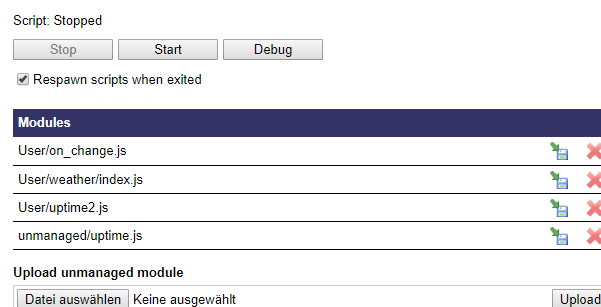 Script: Stopped
Stop Start Debug
Respawn scripts when exited
Modules
User/on_change.js
User/weather/index.js
User/uptime2.js
unmanaged/uptime.js
Upload unmanaged module
Datei auswählen Keine ausgewählt Upload